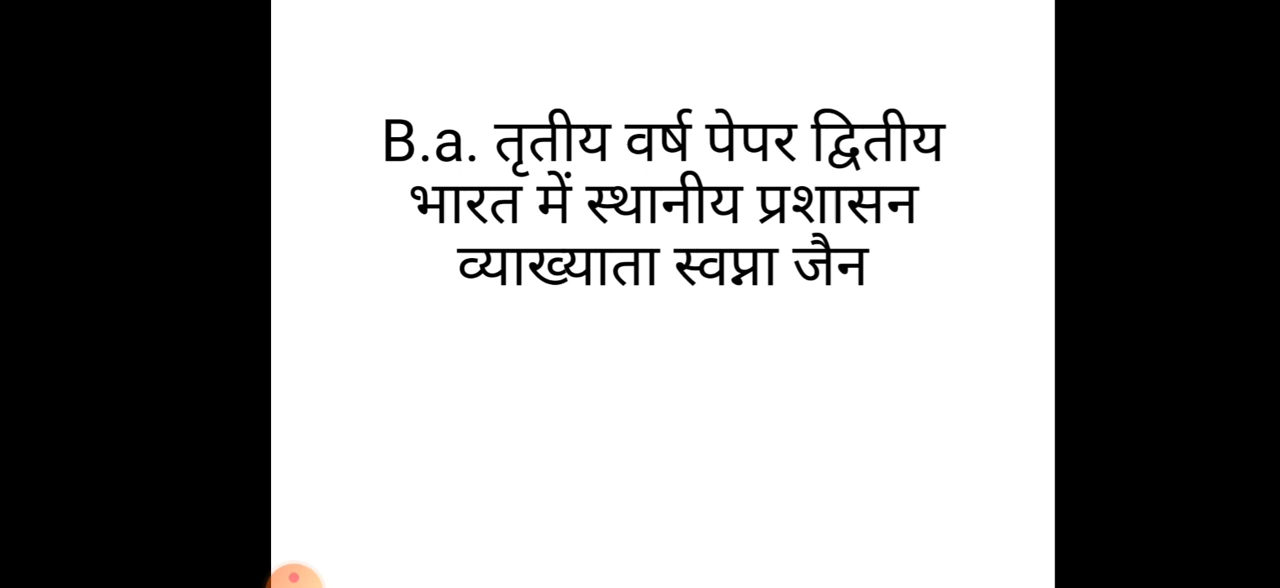 B.a. तृतीय वर्ष पेपर द्वितीय
भारत में स्थानीय प्रशासन
व्याख्याता स्वप्ना जैन